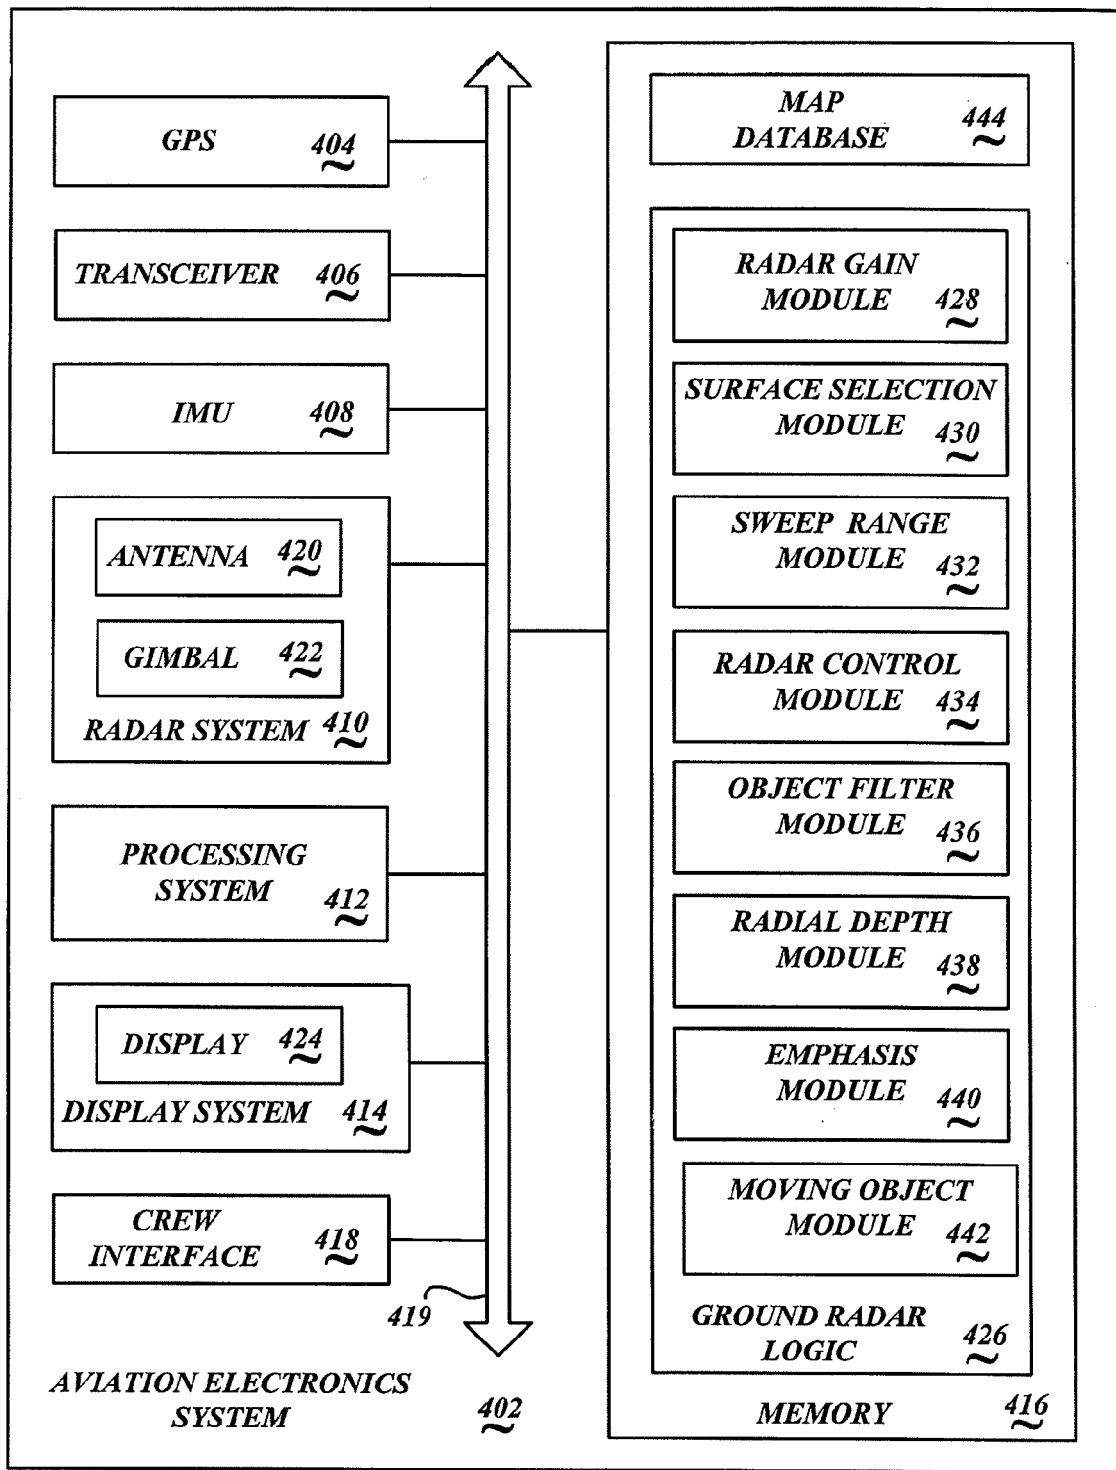 GPS 404
TRANSCEIVER 406
IMU 408
ANTENNA 420
GIMBAL 422
RADAR SYSTEM 410
PROCESSING
SYSTEM 412
DISPLAY 424
DISPLAY SYSTEM 414
CREW
INTERFACE 418
419
AVIATION ELECTRONICS
SYSTEM 402
MAP
DATABASE 444
RADAR GAIN
MODULE 428
SURFACE SELECTION
MODULE 430
SWEEP RANGE
MODULE 432
RADAR CONTROL
MODULE 434
OBJECT FILTER
MODULE 436
RADIAL DEPTH
MODULE 438
EMPHASIS
MODULE 440
MOVING OBJECT
MODULE 442
GROUND RADAR
LOGIC 426
MEMORY 416